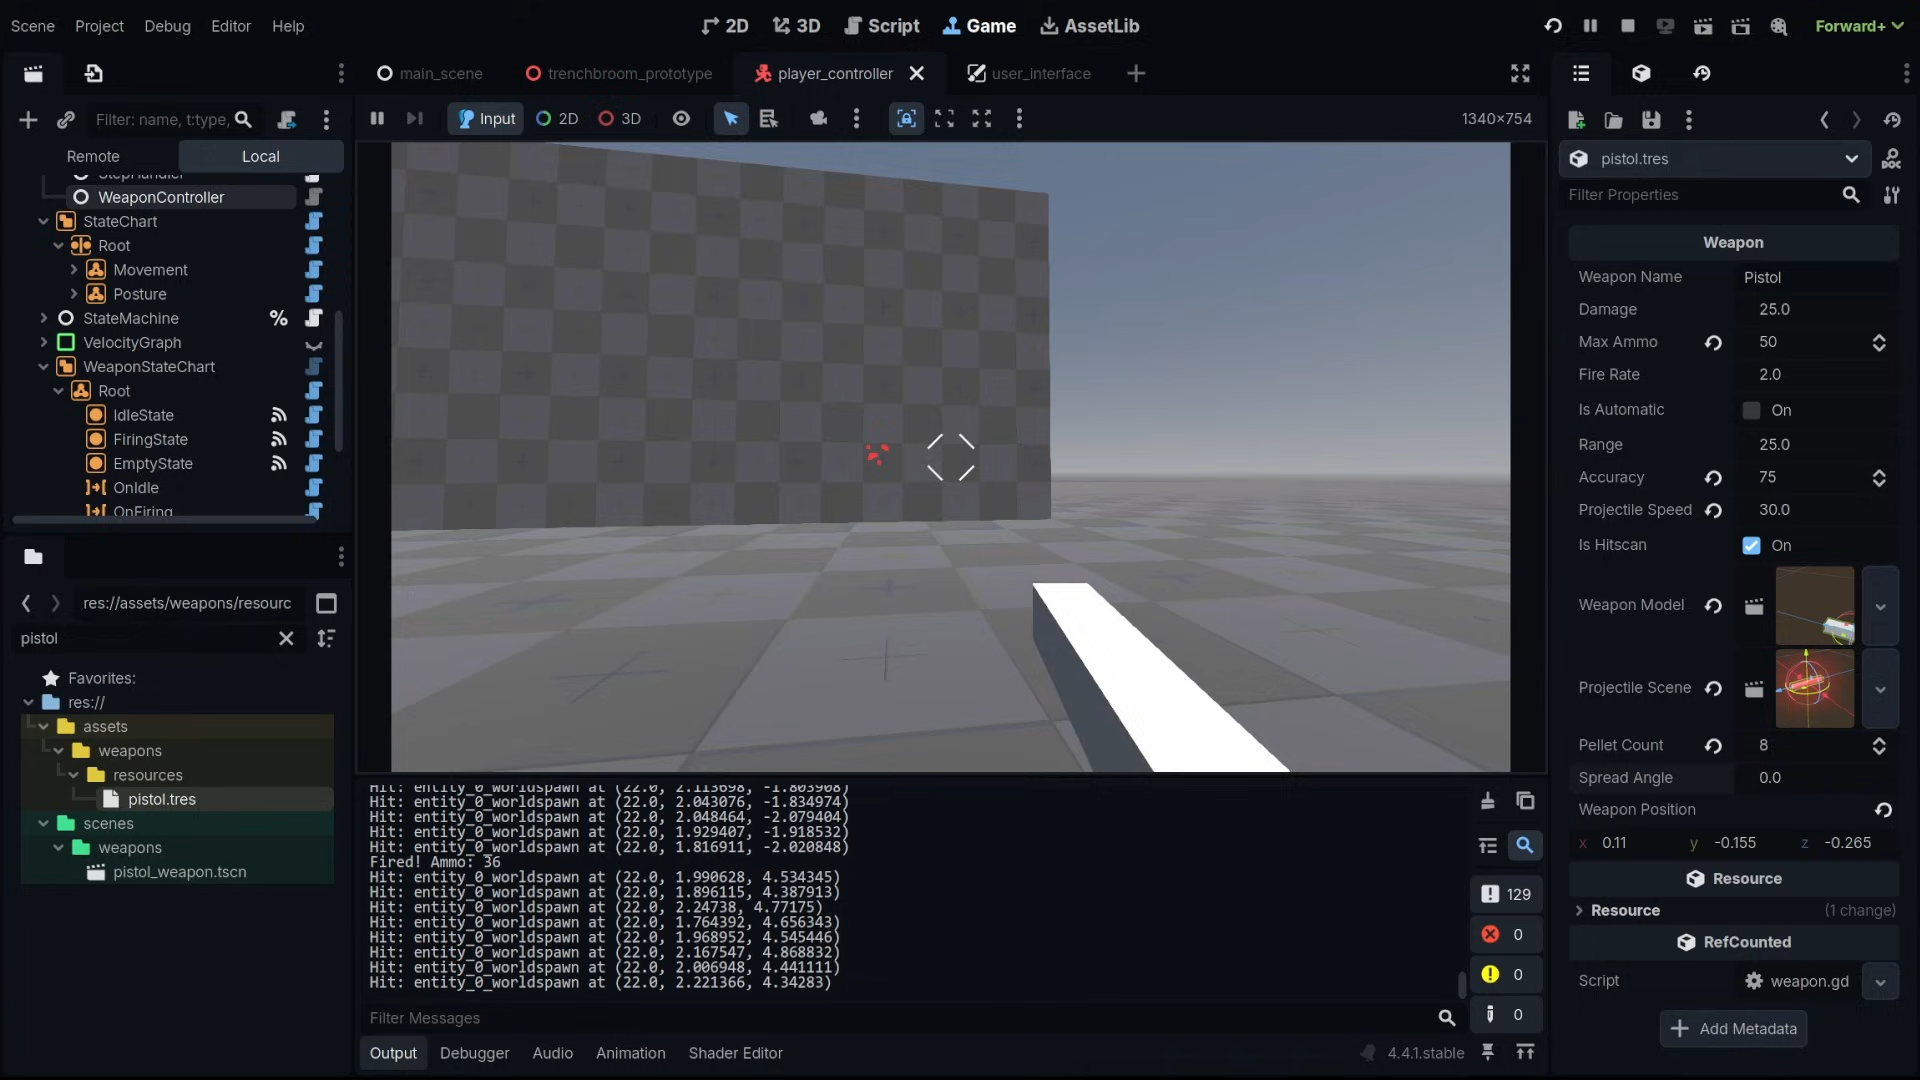 Scene Project Debug Editor Help
2D 3D Script Game AssetLib
Forward+
main_scene trenchbroom_prototype player_controller user_interface
Filter: name, t:type,
Input 2D 3D 1340×754
Remote Local
StepHandler
WeaponController
StateChart
Root
Movement
Posture
StateMachine
VelocityGraph
WeaponStateChart
Root
IdleState
FiringState
EmptyState
OnIdle
OnFiring
res://assets/weapons/resourc
pistol
Favorites:
res://
assets
weapons
resources
pistol.tres
scenes
weapons
pistol_weapon.tscn
Hit: entity_0_worldspawn at (22.0, 2.113698, -1.803908)
Hit: entity_0_worldspawn at (22.0, 2.043076, -1.834974)
Hit: entity_0_worldspawn at (22.0, 2.048464, -2.079404)
Hit: entity_0_worldspawn at (22.0, 1.929407, -1.918532)
Hit: entity_0_worldspawn at (22.0, 1.816911, -2.020848)
Fired! Ammo: 36
Hit: entity_0_worldspawn at (22.0, 1.990628, 4.534345)
Hit: entity_0_worldspawn at (22.0, 1.896115, 4.387913)
Hit: entity_0_worldspawn at (22.0, 2.24738, 4.77175)
Hit: entity_0_worldspawn at (22.0, 1.764392, 4.656343)
Hit: entity_0_worldspawn at (22.0, 1.968952, 4.545446)
Hit: entity_0_worldspawn at (22.0, 2.167547, 4.868832)
Hit: entity_0_worldspawn at (22.0, 2.006948, 4.441111)
Hit: entity_0_worldspawn at (22.0, 2.221366, 4.34283)
129
0
0
0
Filter Messages
Output Debugger Audio Animation Shader Editor 4.4.1.stable
pistol.tres
Filter Properties
Weapon
Weapon Name Pistol
Damage 25.0
Max Ammo 50
Fire Rate 2.0
Is Automatic On
Range 25.0
Accuracy 75
Projectile Speed 30.0
Is Hitscan On
Weapon Model
Projectile Scene
Pellet Count 8
Spread Angle 0.0
Weapon Position
x 0.11 y -0.155 z -0.265
Resource
Resource (1 change)
RefCounted
Script weapon.gd
Add Metadata